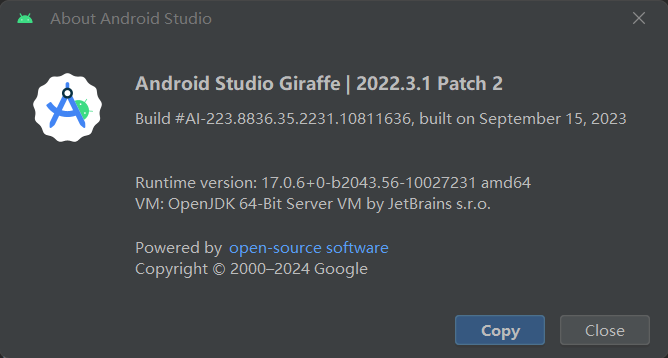 About Android Studio
Android Studio Giraffe | 2022.3.1 Patch 2
Build #AI-223.8836.35.2231.10811636, built on September 15, 2023
Runtime version: 17.0.6+0-b2043.56-10027231 amd64
VM: OpenJDK 64-Bit Server VM by JetBrains s.r.o.
Powered by open-source software
Copyright © 2000–2024 Google
Copy Close